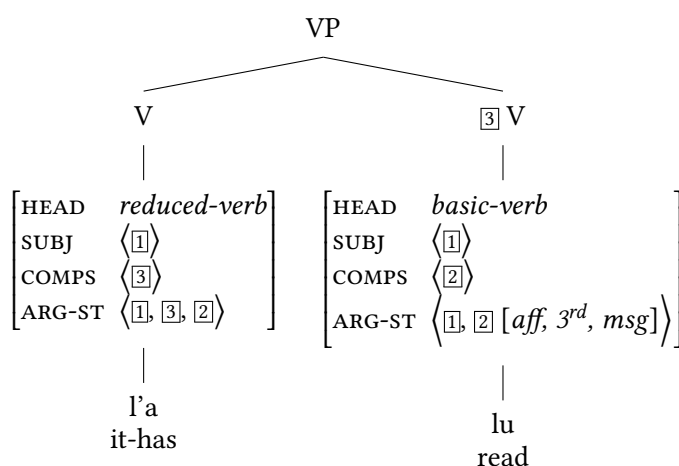 VP
V
[3] V
[HEAD reduced-verb
SUBJ ⟨[1]⟩
COMPS ⟨[3]⟩
ARG-ST ⟨[1], [3], [2]⟩]
[HEAD basic-verb
SUBJ ⟨[1]⟩
COMPS ⟨[2]⟩
ARG-ST ⟨[1], [2] [aff, 3rd, msg]⟩]
l’a
it-has
lu
read